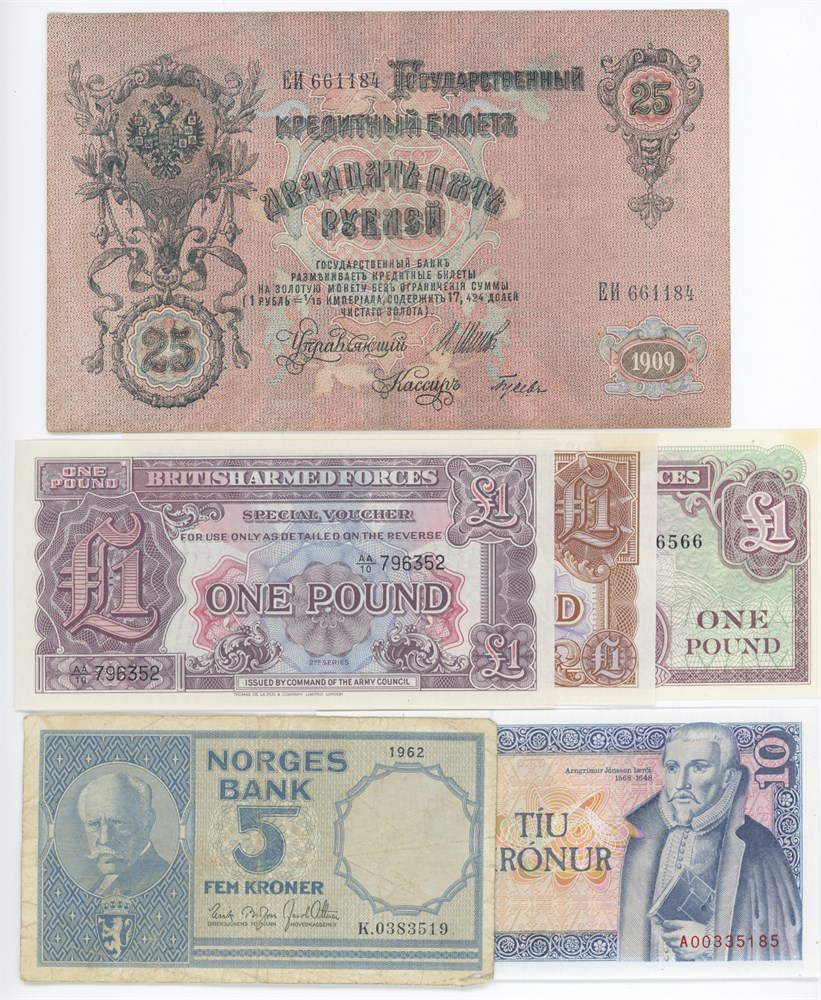 ЕИ 661184 Государственный
25
Кредитный Билетъ
Двадцать пять
Рублей
Государственный Банкъ
размѣниваетъ кредитные билеты
на золотую монету безъ ограниченія суммы
(1 рубль = 1/15 имперіала, содержитъ 17,424 долей
чистаго золота).
ЕИ 661184
Управляющій
25
1909
Кассиръ
ONE POUND
BRITISH ARMED FORCES
£1
SPECIAL VOUCHER
FOR USE ONLY AS DETAILED ON THE REVERSE
AA/10 796352
£1
ONE POUND
2ND SERIES
AA/10 796352
£1
ISSUED BY COMMAND OF THE ARMY COUNCIL
THOMAS DE LA RUE & COMPANY, LIMITED, LONDON
£1
D
£1
CES
£1
6566
ONE
POUND
NORGES
BANK
1962
5
FEM KRONER
K.0383519
Arngrímur Jónsson lærði
1568-1648
10
TÍU
KRÓNUR
A00335185